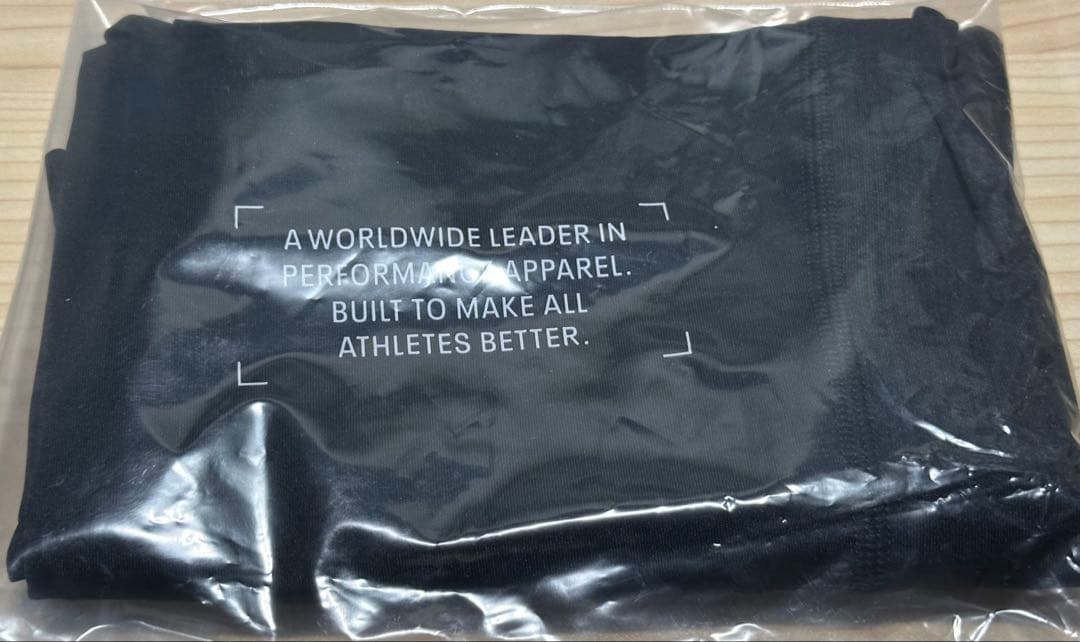 A WORLDWIDE LEADER IN
PERFORMANCE APPAREL.
BUILT TO MAKE ALL
ATHLETES BETTER.